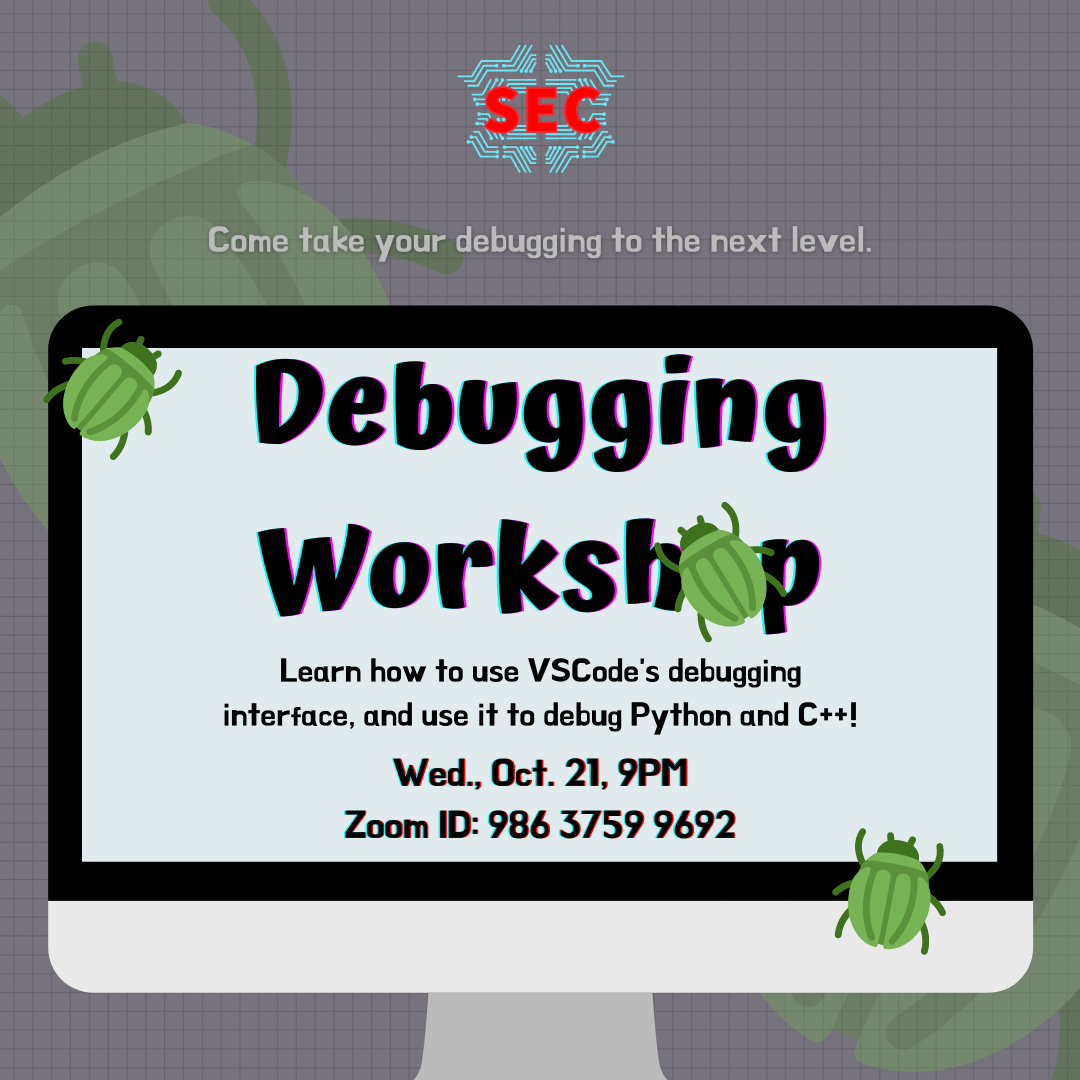 SEC
Come take your debugging to the next level.
Debugging
Workshop
Learn how to use VSCode's debugging
interface, and use it to debug Python and C++!
Wed., Oct. 21, 9PM
Zoom ID: 986 3759 9692